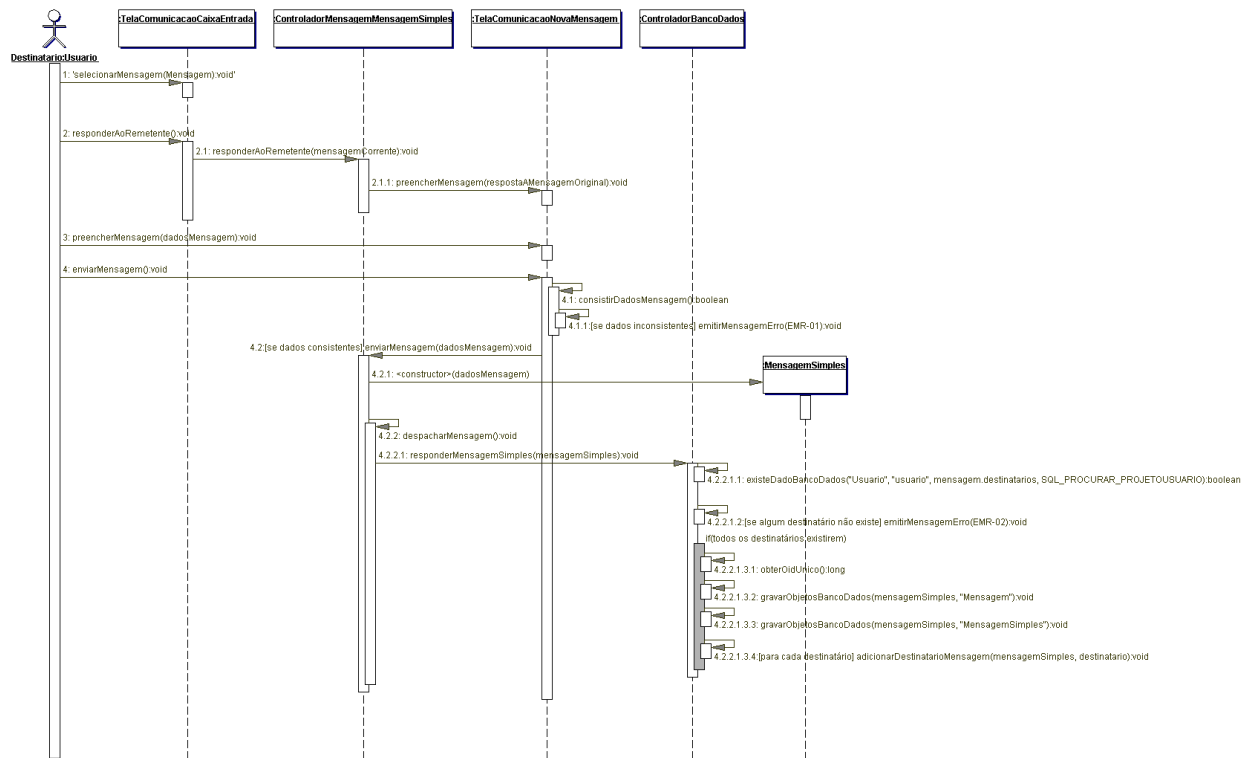 :TelaComunicacaoCaixaEntrada
:ControladorMensagemMensagemSimples
:TelaComunicacaoNovaMensagem
:ControladorBancoDados
Destinatario:Usuario
1: 'selecionarMensagem(Mensagem):void'
2: responderAoRemetente():void
2.1: responderAoRemetente(mensagemCorrente):void
2.1.1: preencherMensagem(respostaAMensagemOriginal):void
3: preencherMensagem(dadosMensagem):void
4: enviarMensagem():void
4.1: consistirDadosMensagem():boolean
4.1.1:[se dados inconsistentes] emitirMensagemErro(EMR-01):void
4.2:[se dados consistentes] enviarMensagem(dadosMensagem):void
:MensagemSimples
4.2.1: <constructor>(dadosMensagem)
4.2.2: despacharMensagem():void
4.2.2.1: responderMensagemSimples(mensagemSimples):void
4.2.2.1.1: existeDadoBancoDados("Usuario", "usuario", mensagem.destinatarios, SQL_PROCURAR_PROJETOUSUARIO):boolean
4.2.2.1.2:[se algum destinatário não existe] emitirMensagemErro(EMR-02):void
if(todos os destinatários existirem)
4.2.2.1.3.1: obterOidUnico():long
4.2.2.1.3.2: gravarObjetosBancoDados(mensagemSimples, "Mensagem"):void
4.2.2.1.3.3: gravarObjetosBancoDados(mensagemSimples, "MensagemSimples"):void
4.2.2.1.3.4:[para cada destinatário] adicionarDestinatarioMensagem(mensagemSimples, destinatario):void